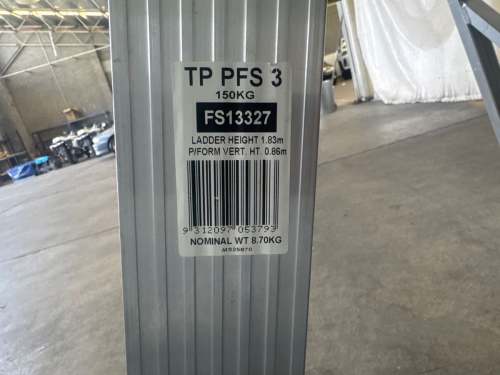 TP PFS 3
150KG
FS13327
LADDER HEIGHT 1.83m
P/FORM VERT. HT. 0.86m
9 312097 053793
NOMINAL WT 8.70KG